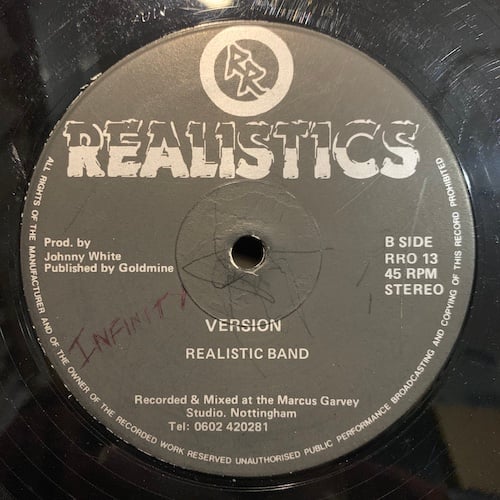 RR
REALISTICS
Prod. by
Johnny White
Published by Goldmine
B SIDE
RRO 13
45 RPM
STEREO
INFINITY
VERSION
REALISTIC BAND
Recorded & Mixed at the Marcus Garvey
Studio. Nottingham
Tel: 0602 420281
ALL RIGHTS OF THE MANUFACTURER AND OF THE OWNER OF THE RECORDED WORK RESERVED UNAUTHORISED PUBLIC PERFORMANCE BROADCASTING AND COPYING OF THIS RECORD PROHIBITED